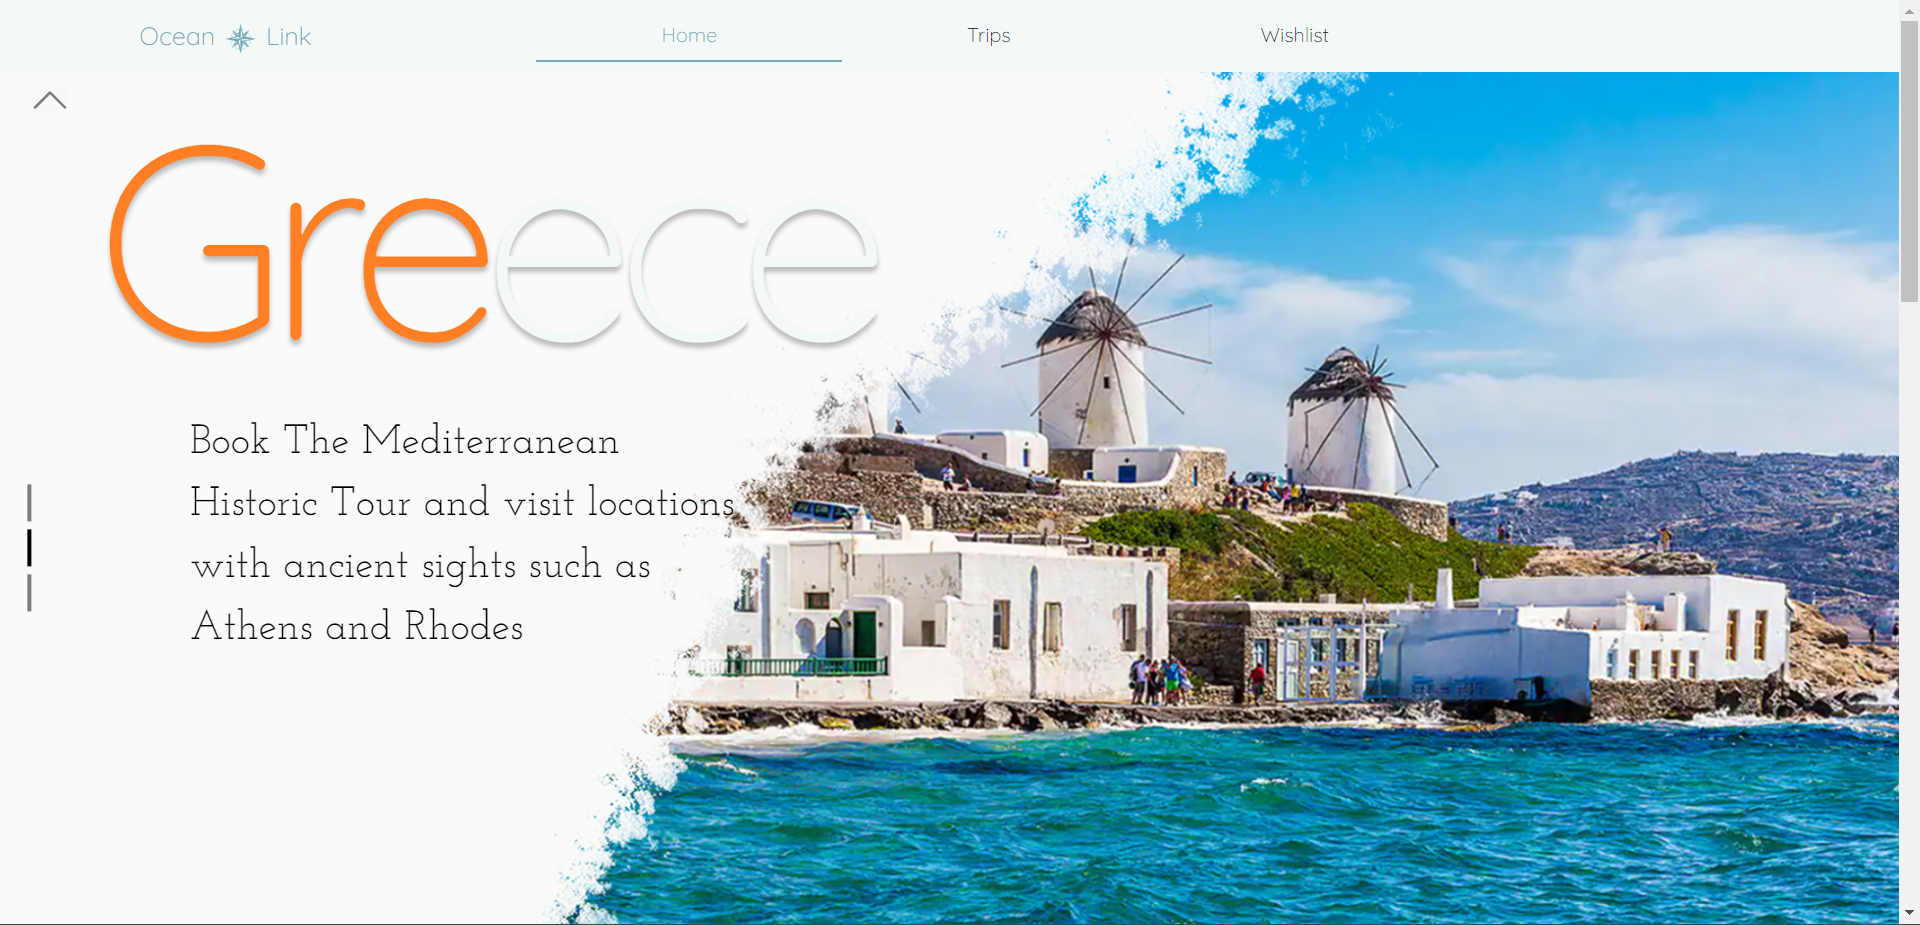 Ocean Link
Home
Trips
Wishlist
Greece
Book The Mediterranean
Historic Tour and visit locations
with ancient sights such as
Athens and Rhodes